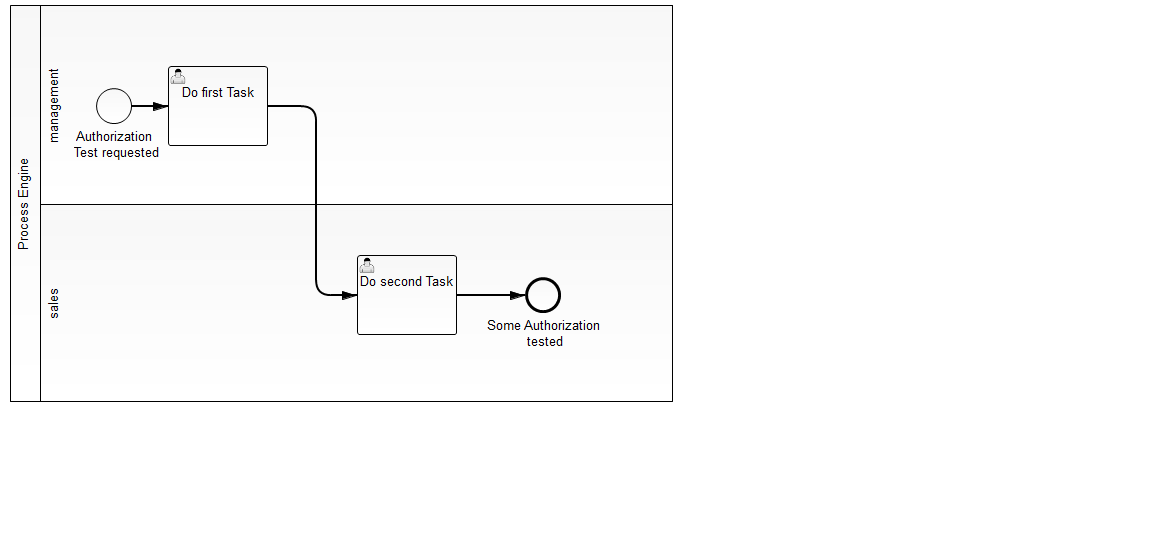 Process Engine
management
Do first Task
Authorization
Test requested
sales
Do second Task
Some Authorization
tested